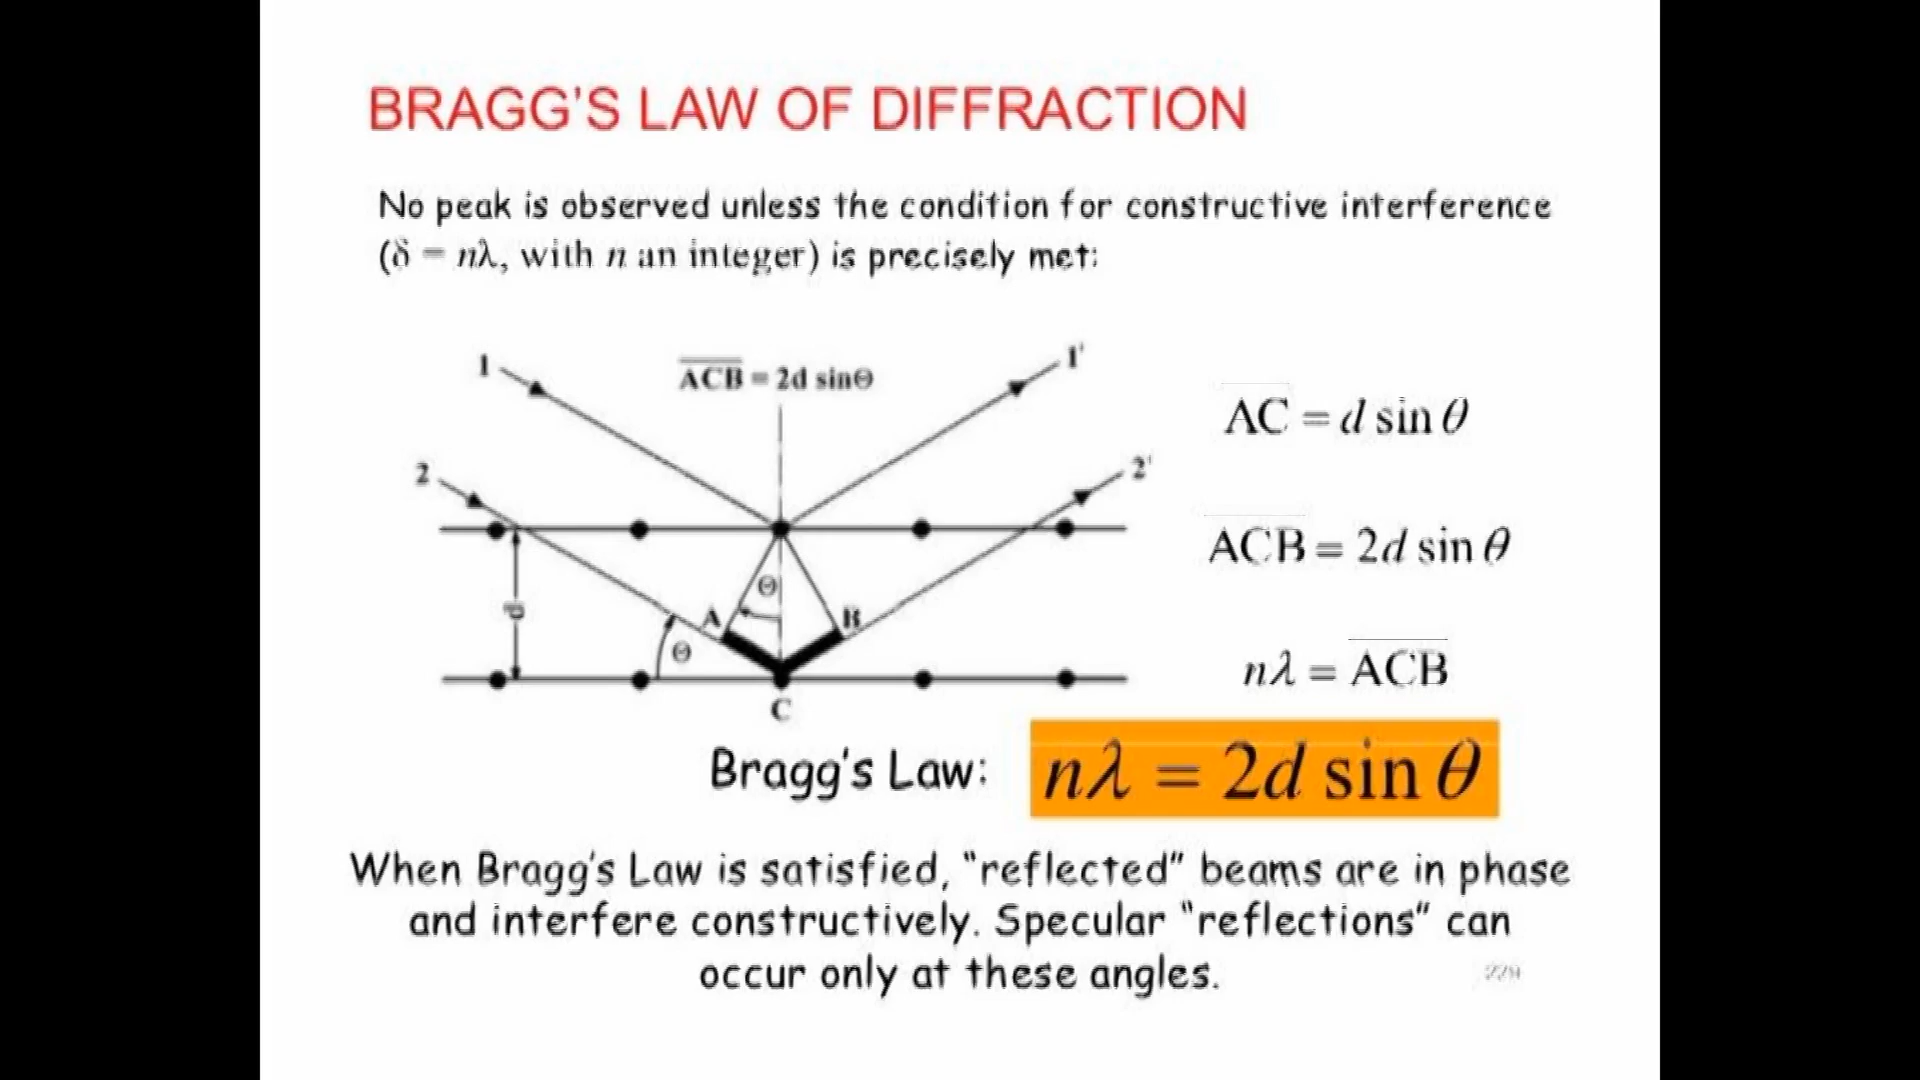 BRAGG'S LAW OF DIFFRACTION
No peak is observed unless the condition for constructive interference
(δ = nλ, with n an integer) is precisely met:
1
ACB = 2d sinΘ
1'
2
2'
AC = d sin θ
ACB = 2d sin θ
Θ
d
A
B
Θ
C
nλ = ACB
Bragg's Law: nλ = 2d sin θ
When Bragg's Law is satisfied, "reflected" beams are in phase
and interfere constructively. Specular "reflections" can
occur only at these angles.